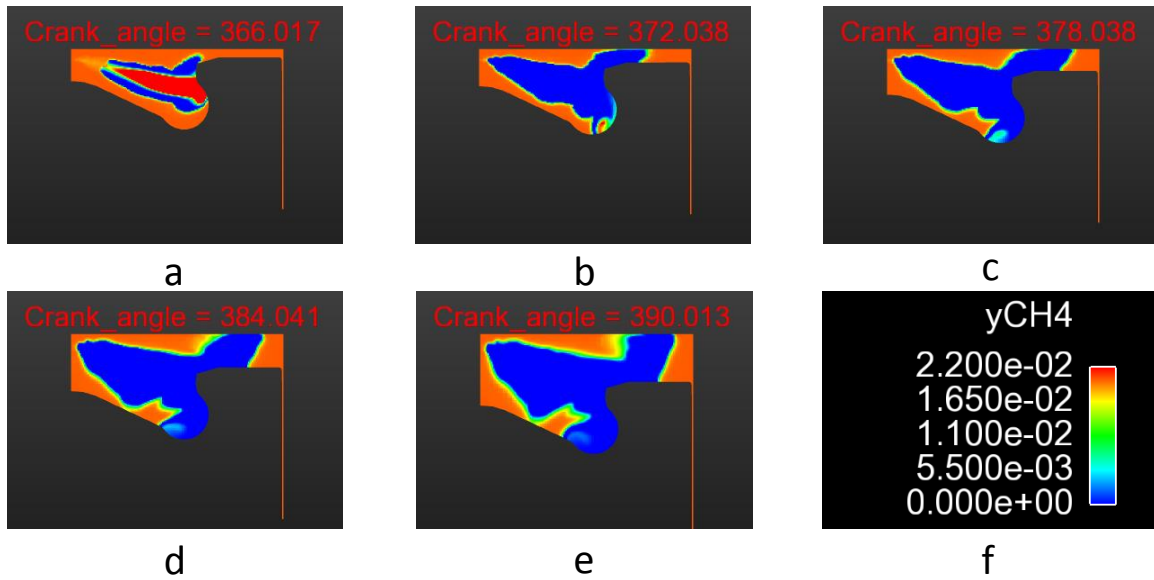 Crank_angle = 366.017
Crank_angle = 372.038
Crank_angle = 378.038
a
b
c
Crank_angle = 384.041
Crank_angle = 390.013
yCH4
2.200e-02
1.650e-02
1.100e-02
5.500e-03
0.000e+00
d
e
f